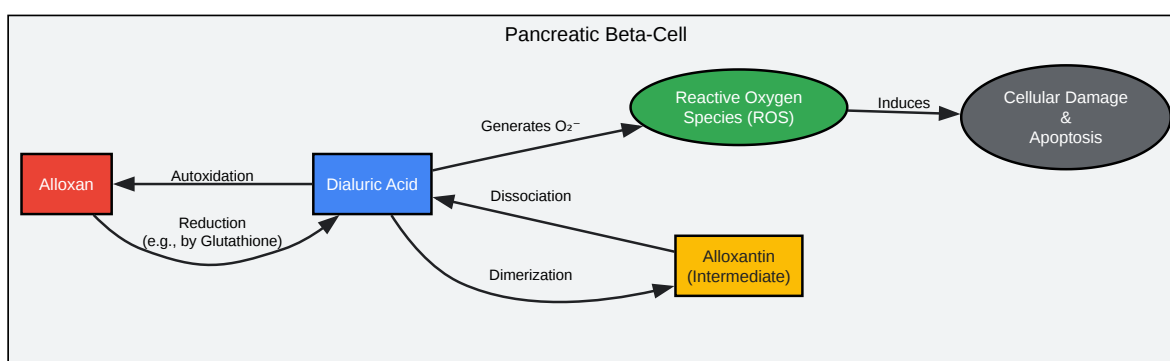 Pancreatic Beta-Cell
Reactive Oxygen
Species (ROS)
Induces
Cellular Damage
&
Apoptosis
Generates O₂⁻
Alloxan
Autoxidation
Dialuric Acid
Dissociation
Reduction
(e.g., by Glutathione)
Alloxantin
(Intermediate)
Dimerization